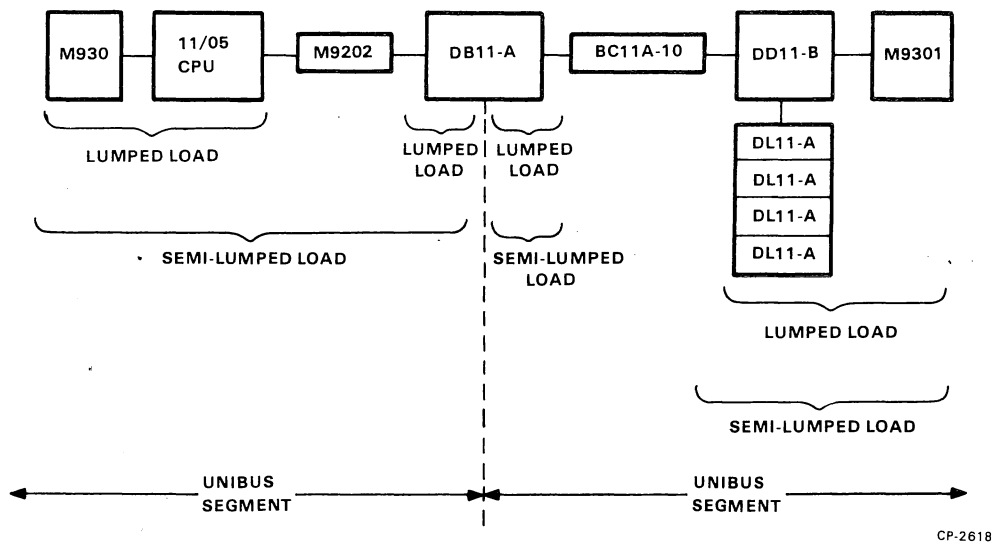 M930
11/05
CPU
M9202
DB11-A
BC11A-10
DD11-B
M9301
LUMPED LOAD
LUMPED
LOAD
LUMPED
LOAD
DL11-A
DL11-A
DL11-A
DL11-A
SEMI-LUMPED LOAD
SEMI-LUMPED
LOAD
LUMPED LOAD
SEMI-LUMPED LOAD
UNIBUS
SEGMENT
UNIBUS
SEGMENT
CP-2618